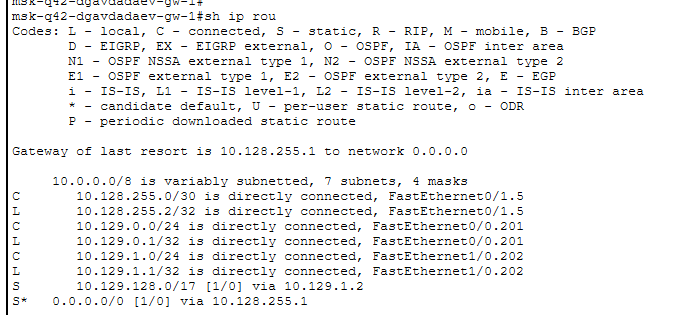 msk-q42-dgavdadaev-gw-1#
msk-q42-dgavdadaev-gw-1#sh ip rou
Codes: L - local, C - connected, S - static, R - RIP, M - mobile, B - BGP
       D - EIGRP, EX - EIGRP external, O - OSPF, IA - OSPF inter area
       N1 - OSPF NSSA external type 1, N2 - OSPF NSSA external type 2
       E1 - OSPF external type 1, E2 - OSPF external type 2, E - EGP
       i - IS-IS, L1 - IS-IS level-1, L2 - IS-IS level-2, ia - IS-IS inter area
       * - candidate default, U - per-user static route, o - ODR
       P - periodic downloaded static route

Gateway of last resort is 10.128.255.1 to network 0.0.0.0

     10.0.0.0/8 is variably subnetted, 7 subnets, 4 masks
C       10.128.255.0/30 is directly connected, FastEthernet0/1.5
L       10.128.255.2/32 is directly connected, FastEthernet0/1.5
C       10.129.0.0/24 is directly connected, FastEthernet0/0.201
L       10.129.0.1/32 is directly connected, FastEthernet0/0.201
C       10.129.1.0/24 is directly connected, FastEthernet1/0.202
L       10.129.1.1/32 is directly connected, FastEthernet1/0.202
S       10.129.128.0/17 [1/0] via 10.129.1.2
S*   0.0.0.0/0 [1/0] via 10.128.255.1